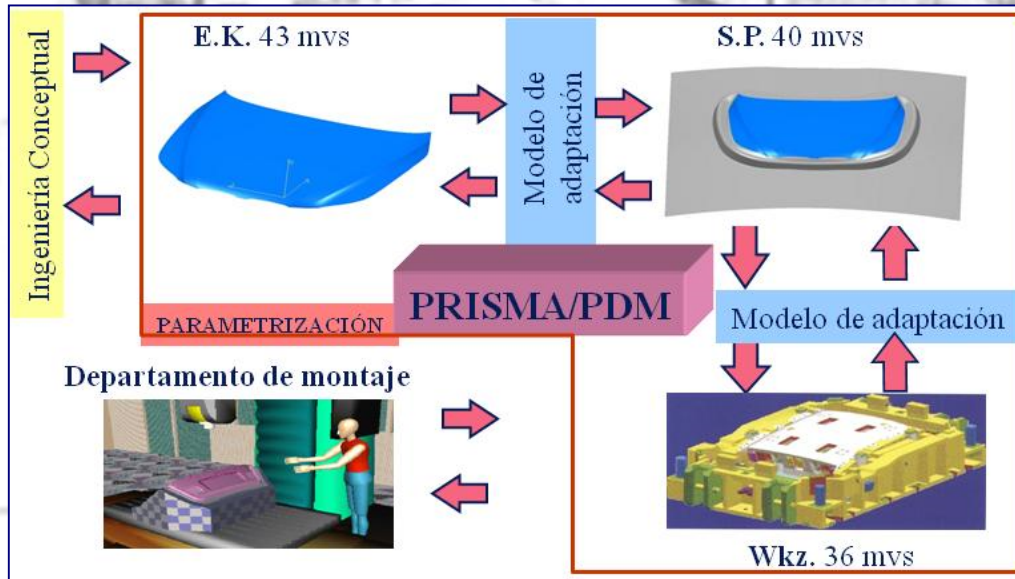 Ingeniería Conceptual
E.K. 43 mvs
Modelo de
adaptación
S.P. 40 mvs
PRISMA/PDM
PARAMETRIZACIÓN
Modelo de adaptación
Departamento de montaje
Wkz. 36 mvs